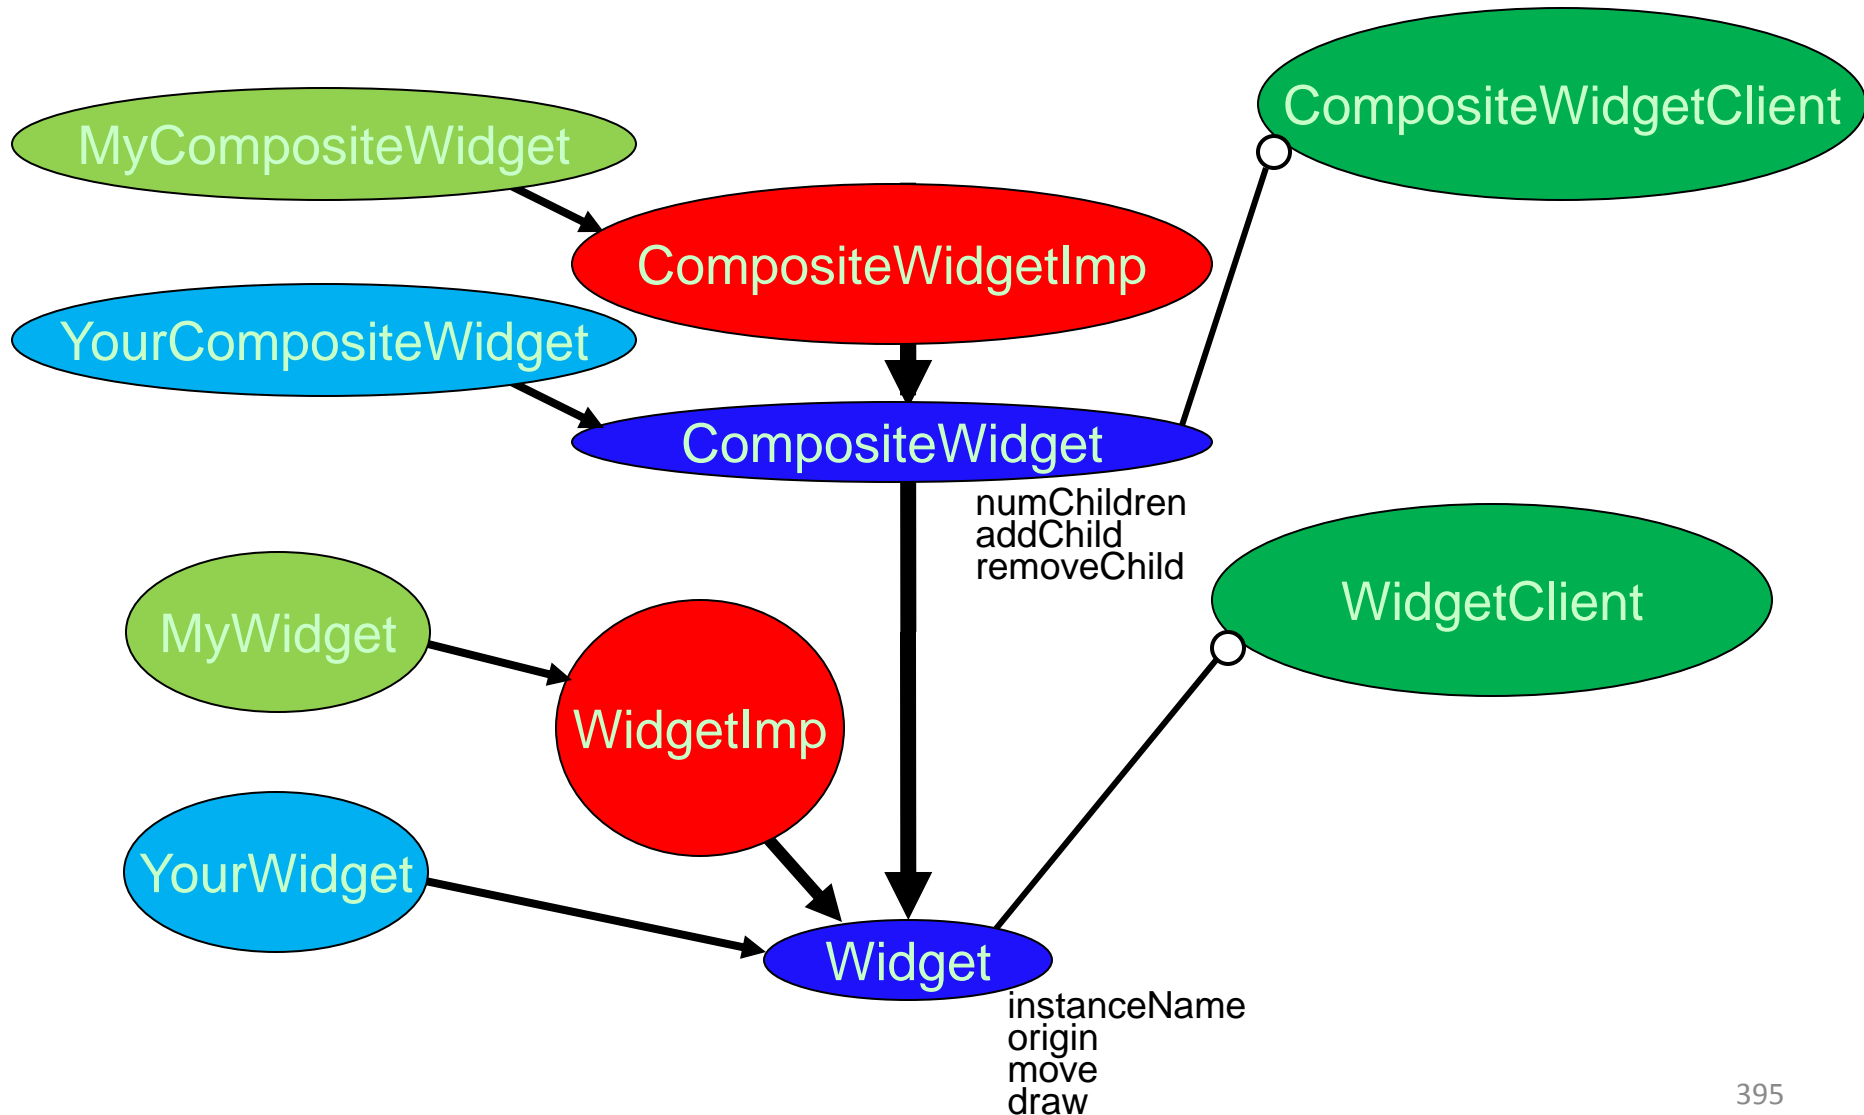 CompositeWidgetClient
MyCompositeWidget
CompositeWidgetImp
YourCompositeWidget
CompositeWidget
numChildren
addChild
removeChild
WidgetClient
MyWidget
WidgetImp
YourWidget
Widget
instanceName
origin
move
draw
395